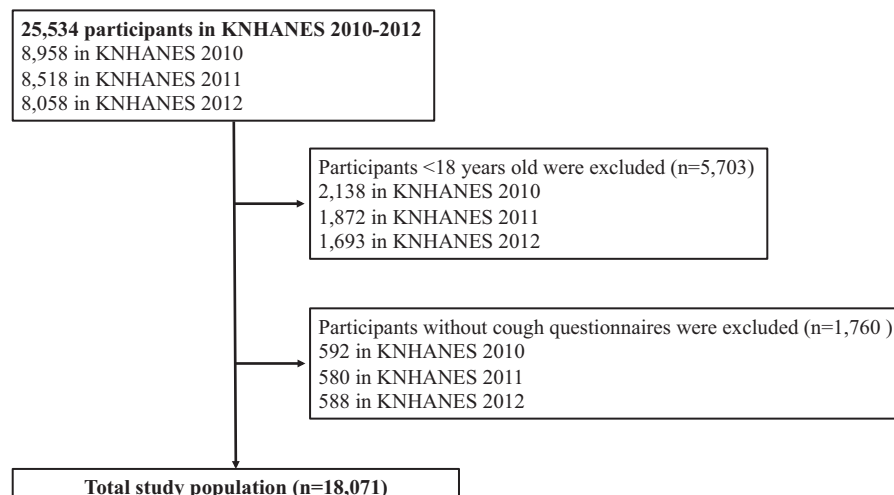 25,534 participants in KNHANES 2010-2012
8,958 in KNHANES 2010
8,518 in KNHANES 2011
8,058 in KNHANES 2012
Participants <18 years old were excluded (n=5,703)
2,138 in KNHANES 2010
1,872 in KNHANES 2011
1,693 in KNHANES 2012
Participants without cough questionnaires were excluded (n=1,760 )
592 in KNHANES 2010
580 in KNHANES 2011
588 in KNHANES 2012
Total study population (n=18,071)